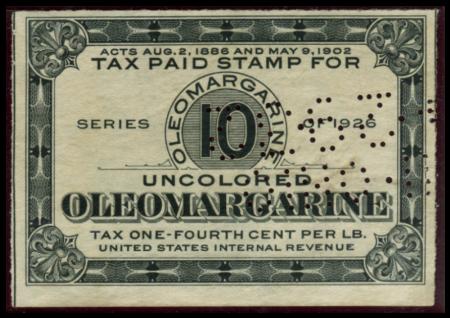 ACTS AUG. 2, 1886 AND MAY 9, 1902
TAX PAID STAMP FOR
OLEOMARGARINE
SERIES 10 OF 1926
UNCOLORED
OLEOMARGARINE
TAX ONE-FOURTH CENT PER LB.
UNITED STATES INTERNAL REVENUE